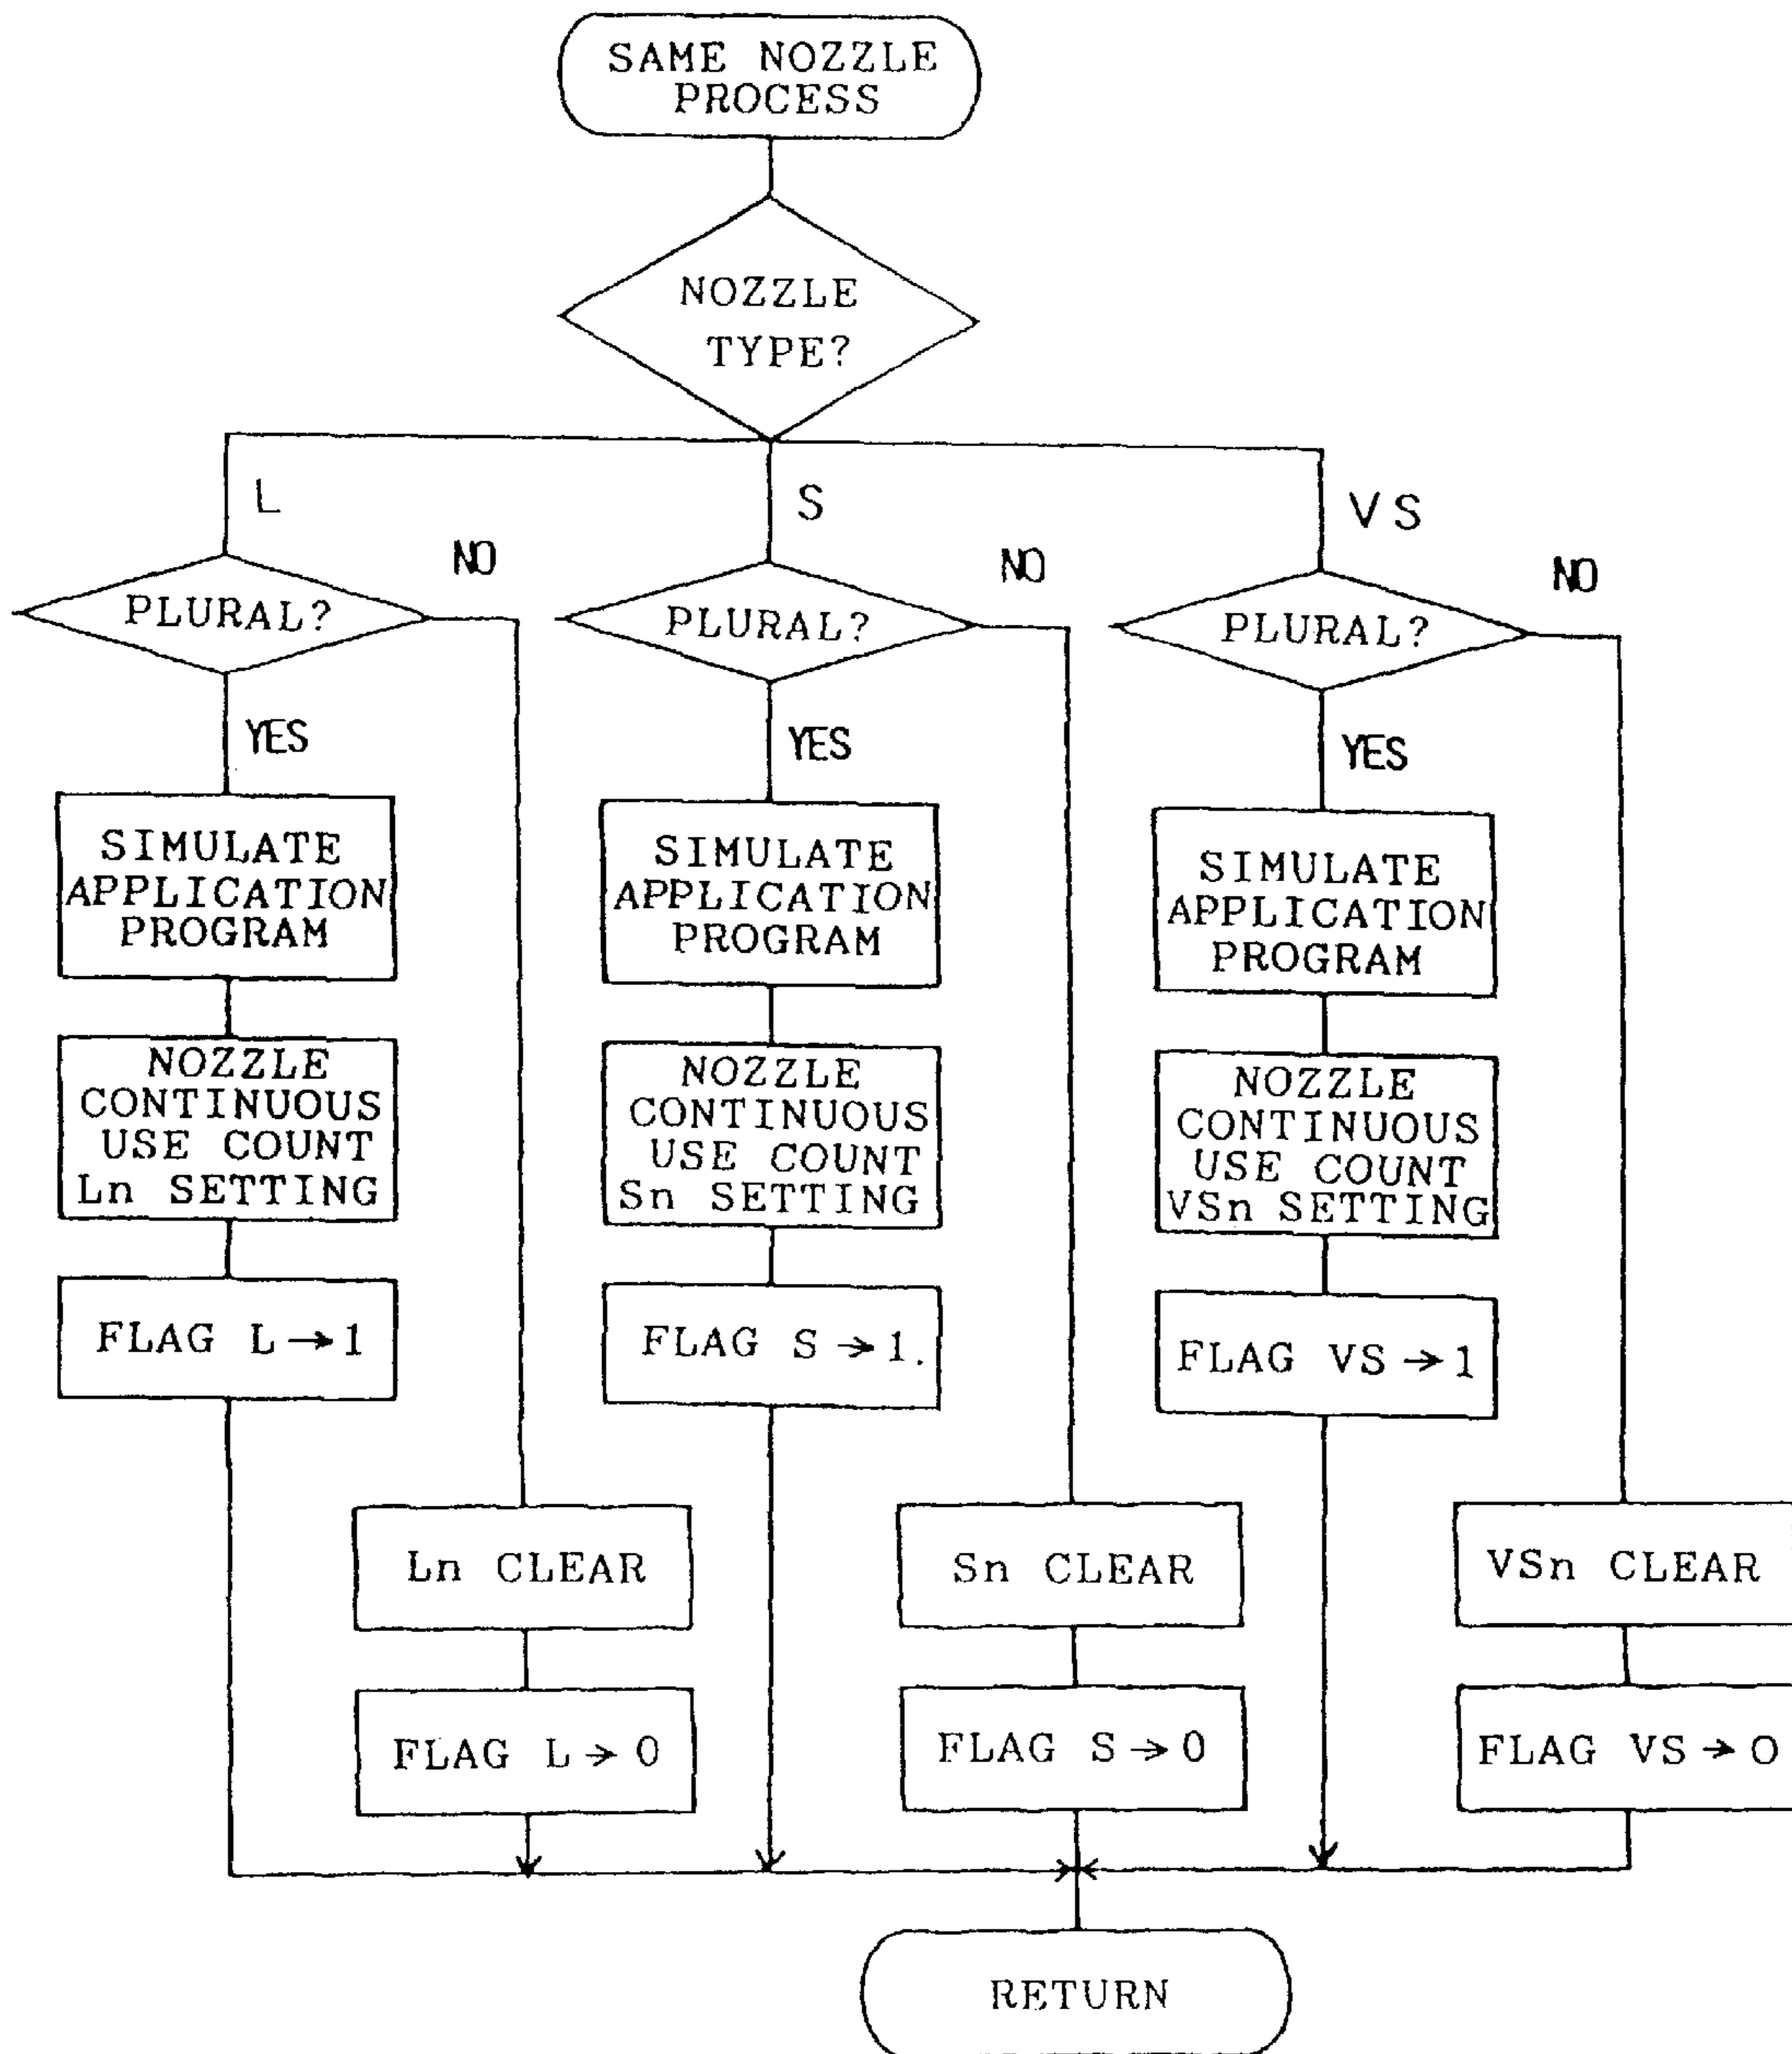 SAME NOZZLE
PROCESS
NOZZLE
TYPE?
L
S
VS
PLURAL?
NO
PLURAL?
NO
PLURAL?
NO
YES
YES
YES
SIMULATE
APPLICATION
PROGRAM
SIMULATE
APPLICATION
PROGRAM
SIMULATE
APPLICATION
PROGRAM
NOZZLE
CONTINUOUS
USE COUNT
Ln SETTING
NOZZLE
CONTINUOUS
USE COUNT
Sn SETTING
NOZZLE
CONTINUOUS
USE COUNT
VSn SETTING
FLAG L→1
FLAG S→1.
FLAG VS→1
Ln CLEAR
Sn CLEAR
VSn CLEAR
FLAG L→0
FLAG S→0
FLAG VS→0
RETURN